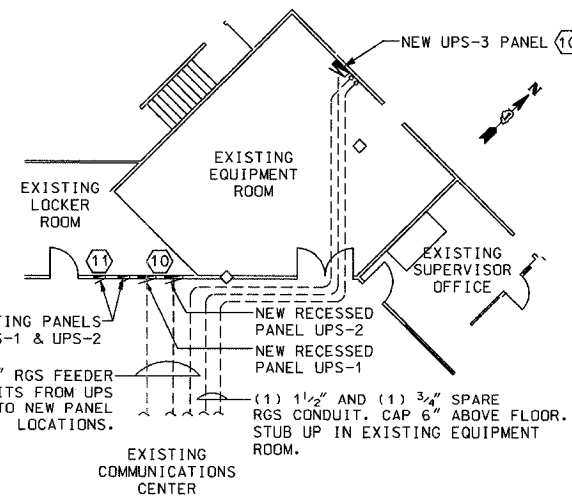 NEW UPS-3 PANEL
N
EXISTING
EQUIPMENT
ROOM
EXISTING
LOCKER
ROOM
EXISTING
SUPERVISOR
OFFICE
11
10
PANELS
UPS-2
NEW RECESSED
PANEL UPS-2
NEW RECESSED
PANEL UPS-1
RGS FEEDER
FROM UPS
TO NEW PANEL
LOCATIONS.
(1) 1 1/2" AND (1) 3/4" SPARE
RGS CONDUIT. CAP 6" ABOVE FLOOR.
STUB UP IN EXISTING EQUIPMENT
ROOM.
EXISTING
COMMUNICATIONS
CENTER